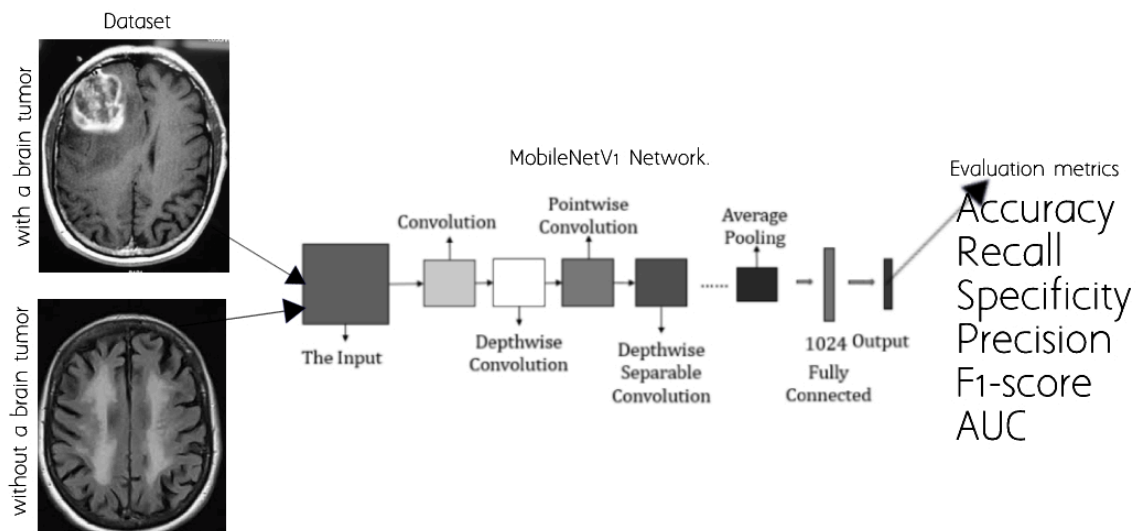 Dataset
with a brain tumor
without a brain tumor
MobileNetV1 Network.
The Input
Convolution
Depthwise
Convolution
Pointwise
Convolution
Depthwise
Separable
Convolution
......
Average
Pooling
1024
Fully
Connected
Output
Evaluation metrics
Accuracy
Recall
Specificity
Precision
F1-score
AUC